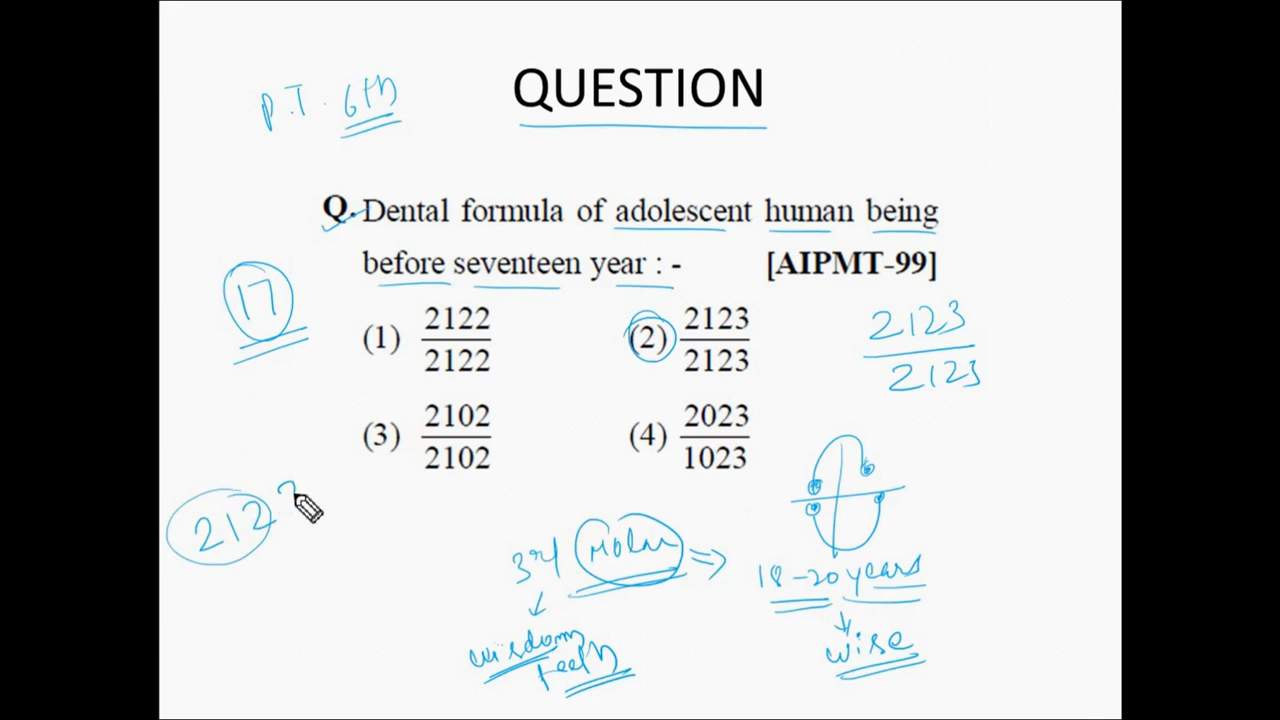 P.T. 6th
QUESTION
Q. Dental formula of adolescent human being
before seventeen year : - [AIPMT-99]
17
(1) 2122
2122
(2) 2123
2123
2123
2123
(3) 2102
2102
(4) 2023
1023
212
3rd Molar ⇒ 18-20 years
↓
wisdom
teeth
↓
wise